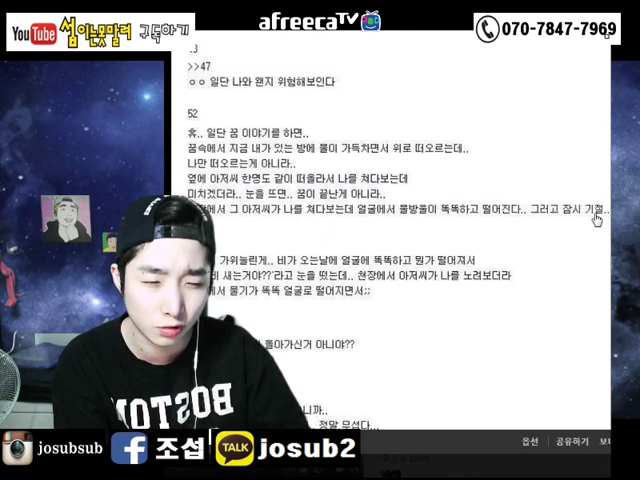 afreecaTV
YouTube 섭이는못말려 구독하기
070-7847-7969
>>47
ㅇㅇ 일단 나와 왠지 위험해보인다
52
휴.. 일단 꿈 이야기를 하면..
꿈속에서 지금 내가 있는 방에 물이 가득차면서 위로 떠오르는데..
나만 떠오르는게 아니라..
옆에 아저씨 한명도 같이 떠올라서 나를 쳐다보는데
미치겠더라.. 눈을 뜨면.. 꿈이 끝난게 아니라..
에서 그 아저씨가 나를 쳐다보는데 얼굴에서 물방울이 똑똑하고 떨어진다.. 그러고 잠시 기절..
가위눌린게.. 비가 오는날에 얼굴에 똑똑하고 뭔가 떨어져서
새는거야??'라고 눈을 떴는데.. 천장에서 아저씨가 나를 노려보더라
에서 물기가 똑똑 얼굴로 떨어지면서;;
돌아가신거 아니야??
니까..
정말 무섭다...
BOSTON
옵션 | 공유하기
josubsub 조섭 TALK josub2